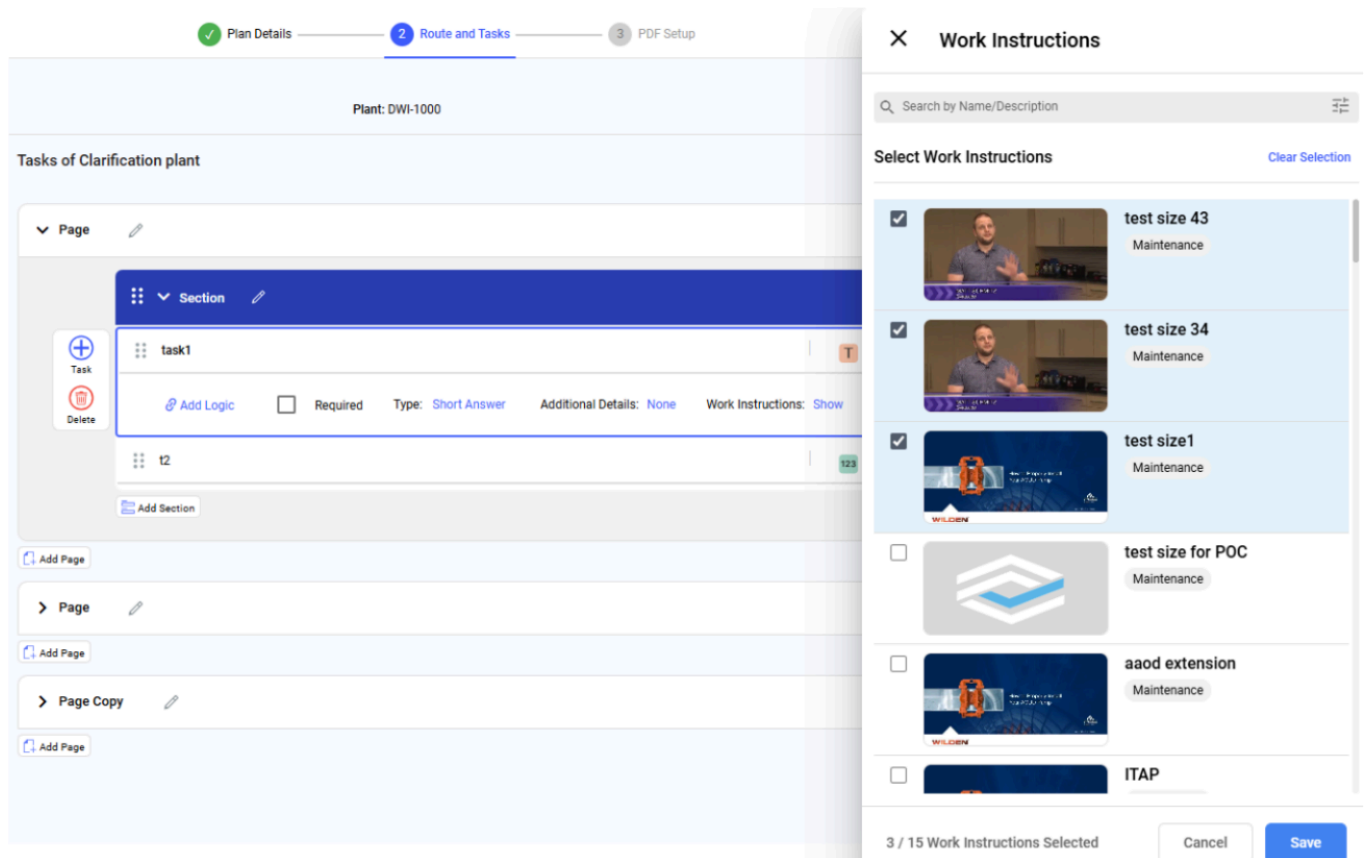 Plan Details
2 Route and Tasks
3 PDF Setup
Plant: DWI-1000
Tasks of Clarification plant
Page
Section
Task
Delete
task1
T
Add Logic Required Type: Short Answer Additional Details: None Work Instructions: Show
t2
123
Add Section
Add Page
Page
Add Page
Page Copy
Add Page
Work Instructions
Search by Name/Description
Select Work Instructions Clear Selection
test size 43
Maintenance
test size 34
Maintenance
test size1
Maintenance
WILDEN
test size for POC
Maintenance
aaod extension
Maintenance
WILDEN
ITAP
3 / 15 Work Instructions Selected
Cancel
Save